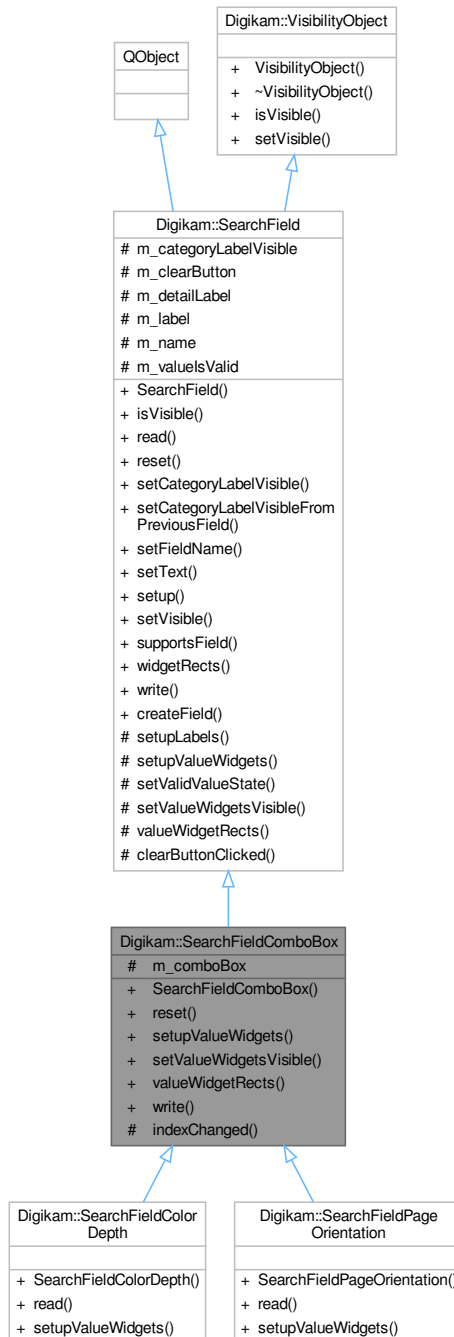 Digikam::VisibilityObject
+ VisibilityObject()
+ ~VisibilityObject()
+ isVisible()
+ setVisible()
QObject
Digikam::SearchField
# m_categoryLabelVisible
# m_clearButton
# m_detailLabel
# m_label
# m_name
# m_valueIsValid
+ SearchField()
+ isVisible()
+ read()
+ reset()
+ setCategoryLabelVisible()
+ setCategoryLabelVisibleFrom
PreviousField()
+ setFieldName()
+ setText()
+ setup()
+ setVisible()
+ supportsField()
+ widgetRects()
+ write()
+ createField()
# setupLabels()
# setupValueWidgets()
# setValidValueState()
# setValueWidgetsVisible()
# valueWidgetRects()
# clearButtonClicked()
Digikam::SearchFieldComboBox
# m_comboBox
+ SearchFieldComboBox()
+ reset()
+ setupValueWidgets()
+ setValueWidgetsVisible()
+ valueWidgetRects()
+ write()
# indexChanged()
Digikam::SearchFieldColor
Depth
+ SearchFieldColorDepth()
+ read()
+ setupValueWidgets()
Digikam::SearchFieldPage
Orientation
+ SearchFieldPageOrientation()
+ read()
+ setupValueWidgets()